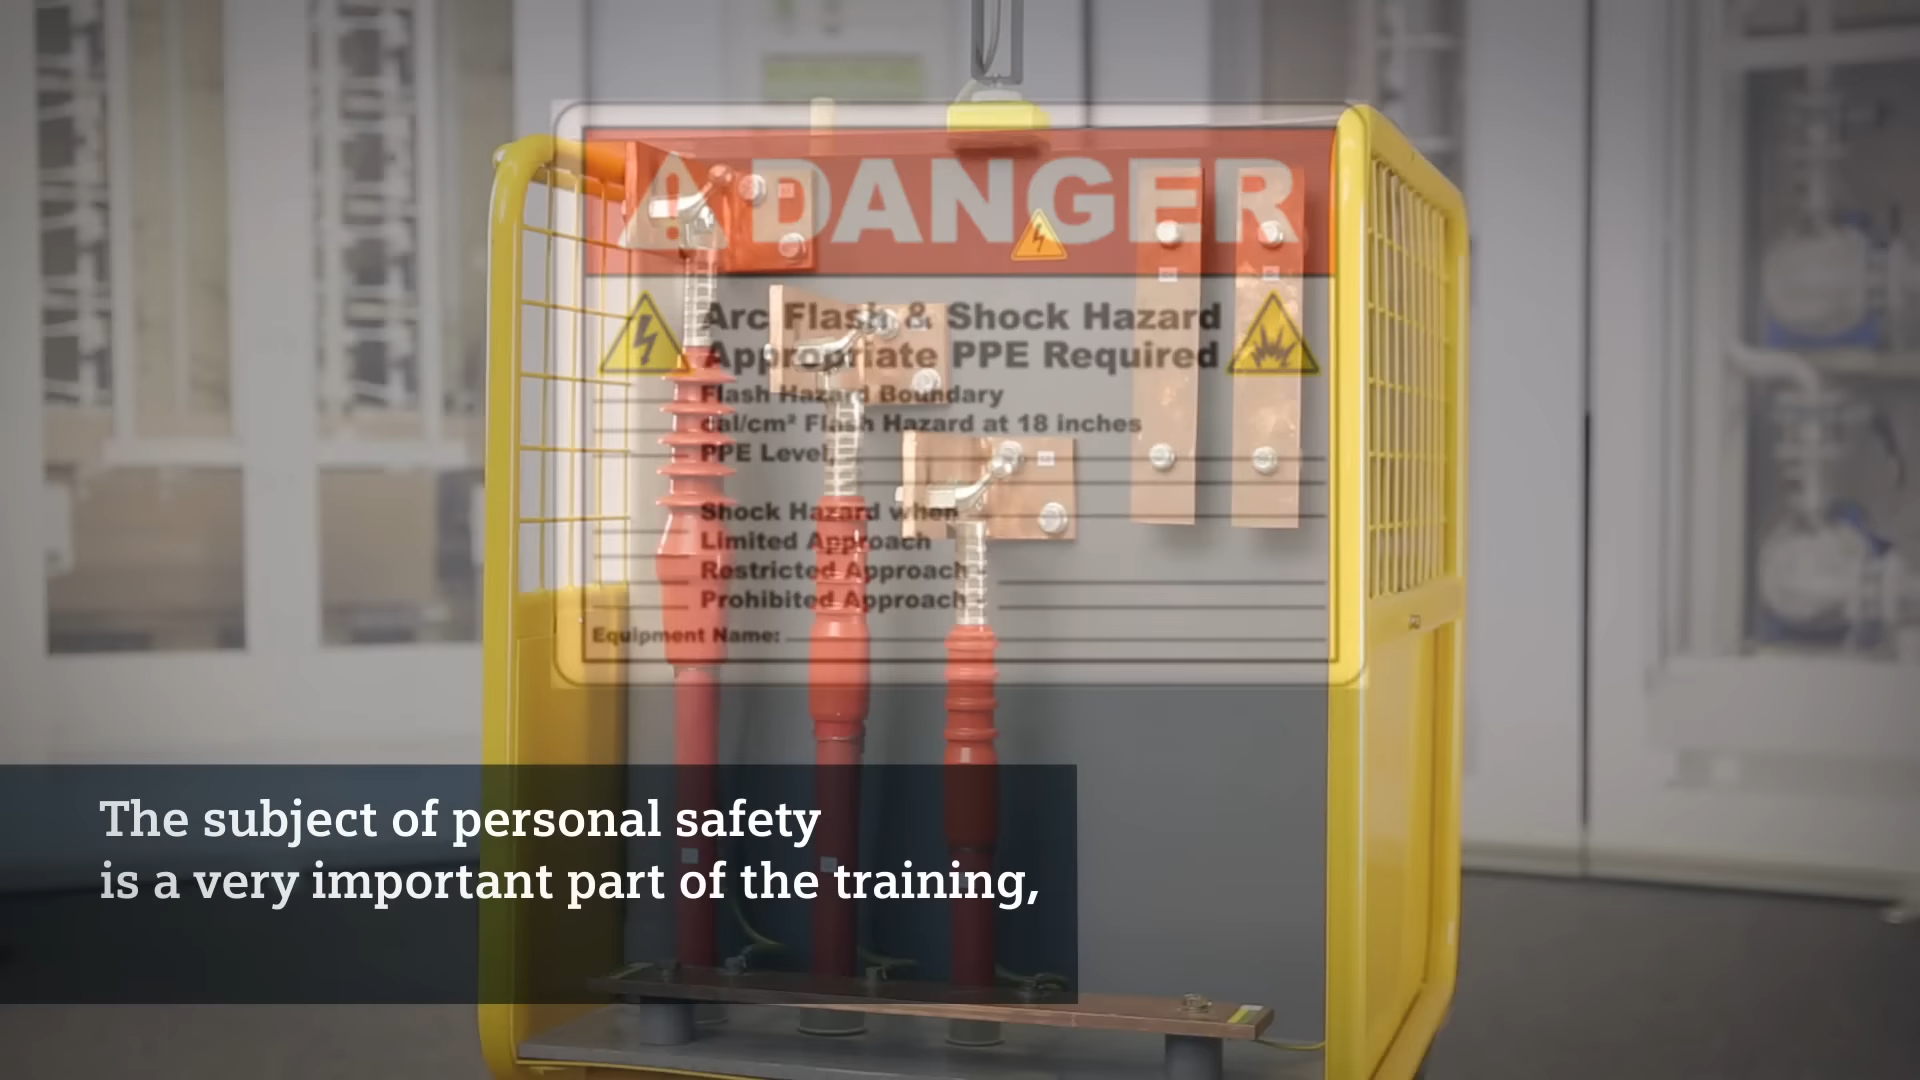 DANGER
Arc Flash & Shock Hazard
Appropriate PPE Required
Flash Hazard Boundary
cal/cm² Flash Hazard at 18 inches
PPE Level,
Shock Hazard when
Limited Approach
Restricted Approach -
Prohibited Approach -
Equipment Name:
The subject of personal safety
is a very important part of the training,